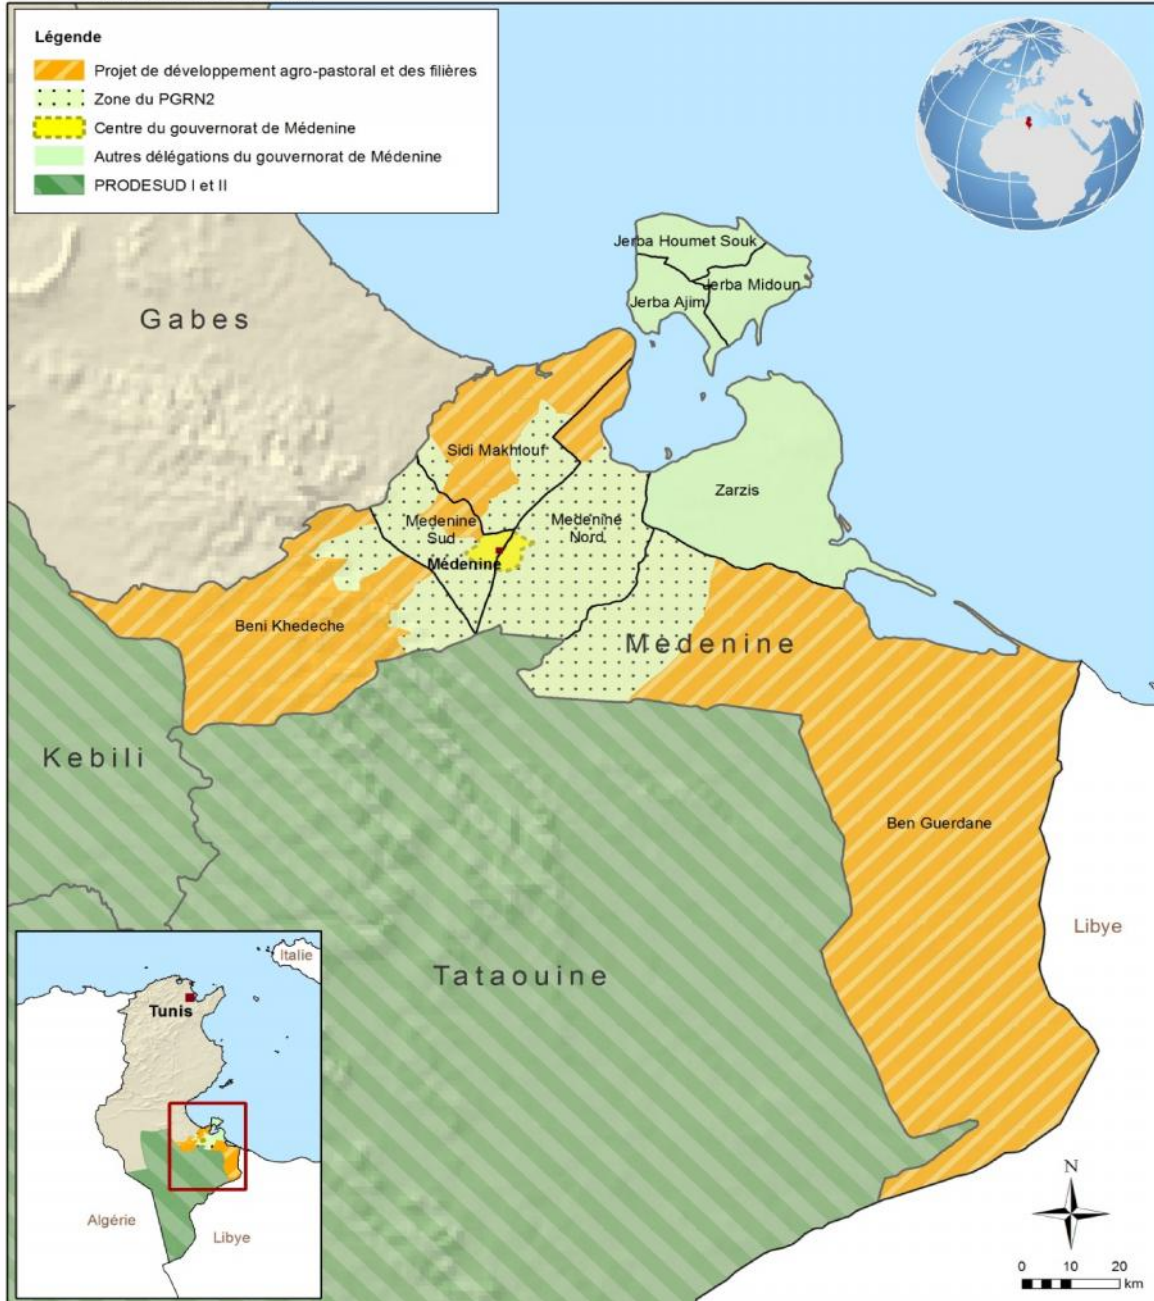 Légende
Projet de développement agro-pastoral et des filières
Zone du PGRN2
Centre du gouvernorat de Médenine
Autres délégations du gouvernorat de Médenine
PRODESUD I et II
Jerba Houmet Souk
Jerba Midoun
Jerba Ajim
Gabes
Sidi Makhlouf
Zarzis
Medenine
Sud
Medenine
Nord
Médenine
Beni Khedeche
Médenine
Kebili
Ben Guerdane
Libye
Tataouine
Italie
Tunis
Algérie
Libye
N
0 10 20
km